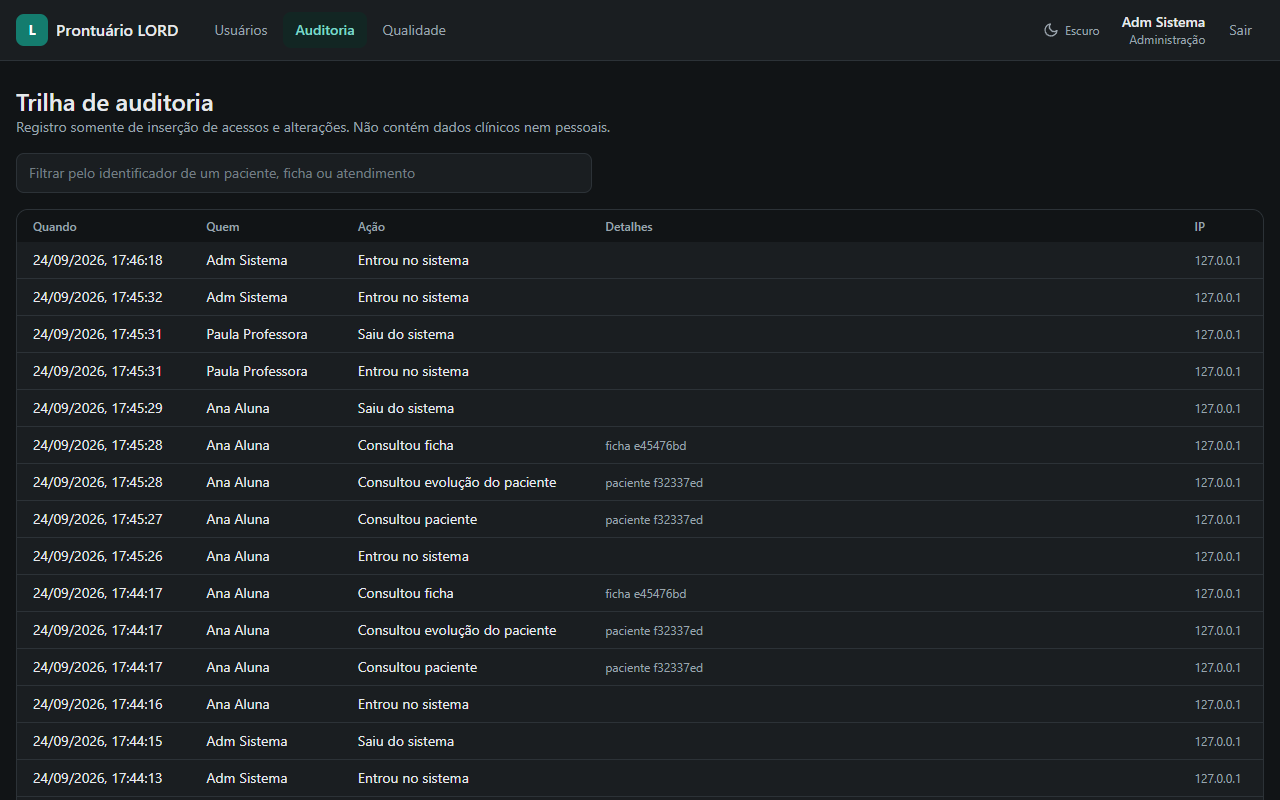 L Prontuário LORD Usuários Auditoria Qualidade Escuro Adm Sistema Sair
Administração
Trilha de auditoria
Registro somente de inserção de acessos e alterações. Não contém dados clínicos nem pessoais.
Filtrar pelo identificador de um paciente, ficha ou atendimento
Quando Quem Ação Detalhes IP
24/09/2026, 17:46:18 Adm Sistema Entrou no sistema 127.0.0.1
24/09/2026, 17:45:32 Adm Sistema Entrou no sistema 127.0.0.1
24/09/2026, 17:45:31 Paula Professora Saiu do sistema 127.0.0.1
24/09/2026, 17:45:31 Paula Professora Entrou no sistema 127.0.0.1
24/09/2026, 17:45:29 Ana Aluna Saiu do sistema 127.0.0.1
24/09/2026, 17:45:28 Ana Aluna Consultou ficha ficha e45476bd 127.0.0.1
24/09/2026, 17:45:28 Ana Aluna Consultou evolução do paciente paciente f32337ed 127.0.0.1
24/09/2026, 17:45:27 Ana Aluna Consultou paciente paciente f32337ed 127.0.0.1
24/09/2026, 17:45:26 Ana Aluna Entrou no sistema 127.0.0.1
24/09/2026, 17:44:17 Ana Aluna Consultou ficha ficha e45476bd 127.0.0.1
24/09/2026, 17:44:17 Ana Aluna Consultou evolução do paciente paciente f32337ed 127.0.0.1
24/09/2026, 17:44:17 Ana Aluna Consultou paciente paciente f32337ed 127.0.0.1
24/09/2026, 17:44:16 Ana Aluna Entrou no sistema 127.0.0.1
24/09/2026, 17:44:15 Adm Sistema Saiu do sistema 127.0.0.1
24/09/2026, 17:44:13 Adm Sistema Entrou no sistema 127.0.0.1